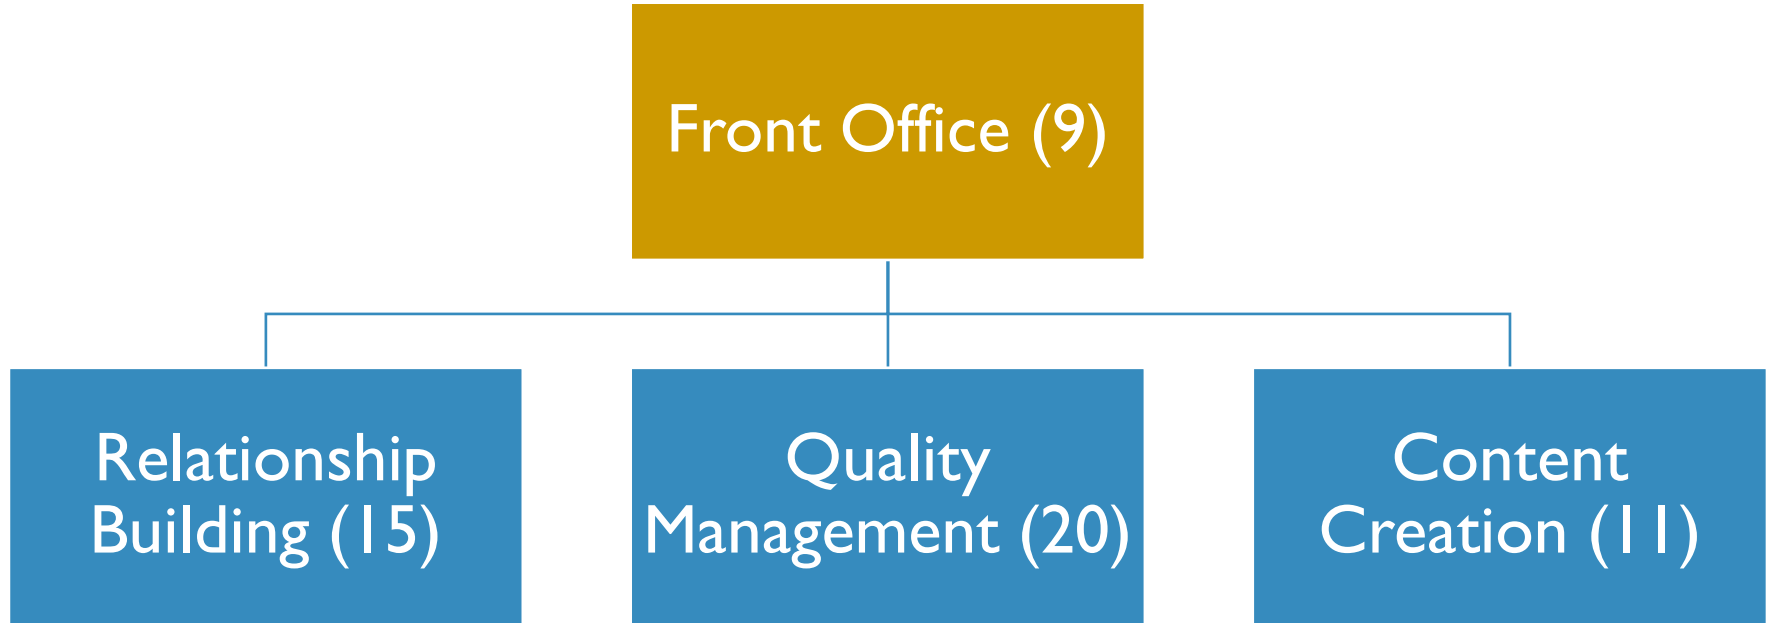 Front Office (9)
Relationship
Building (15)
Quality
Management (20)
Content
Creation (11)